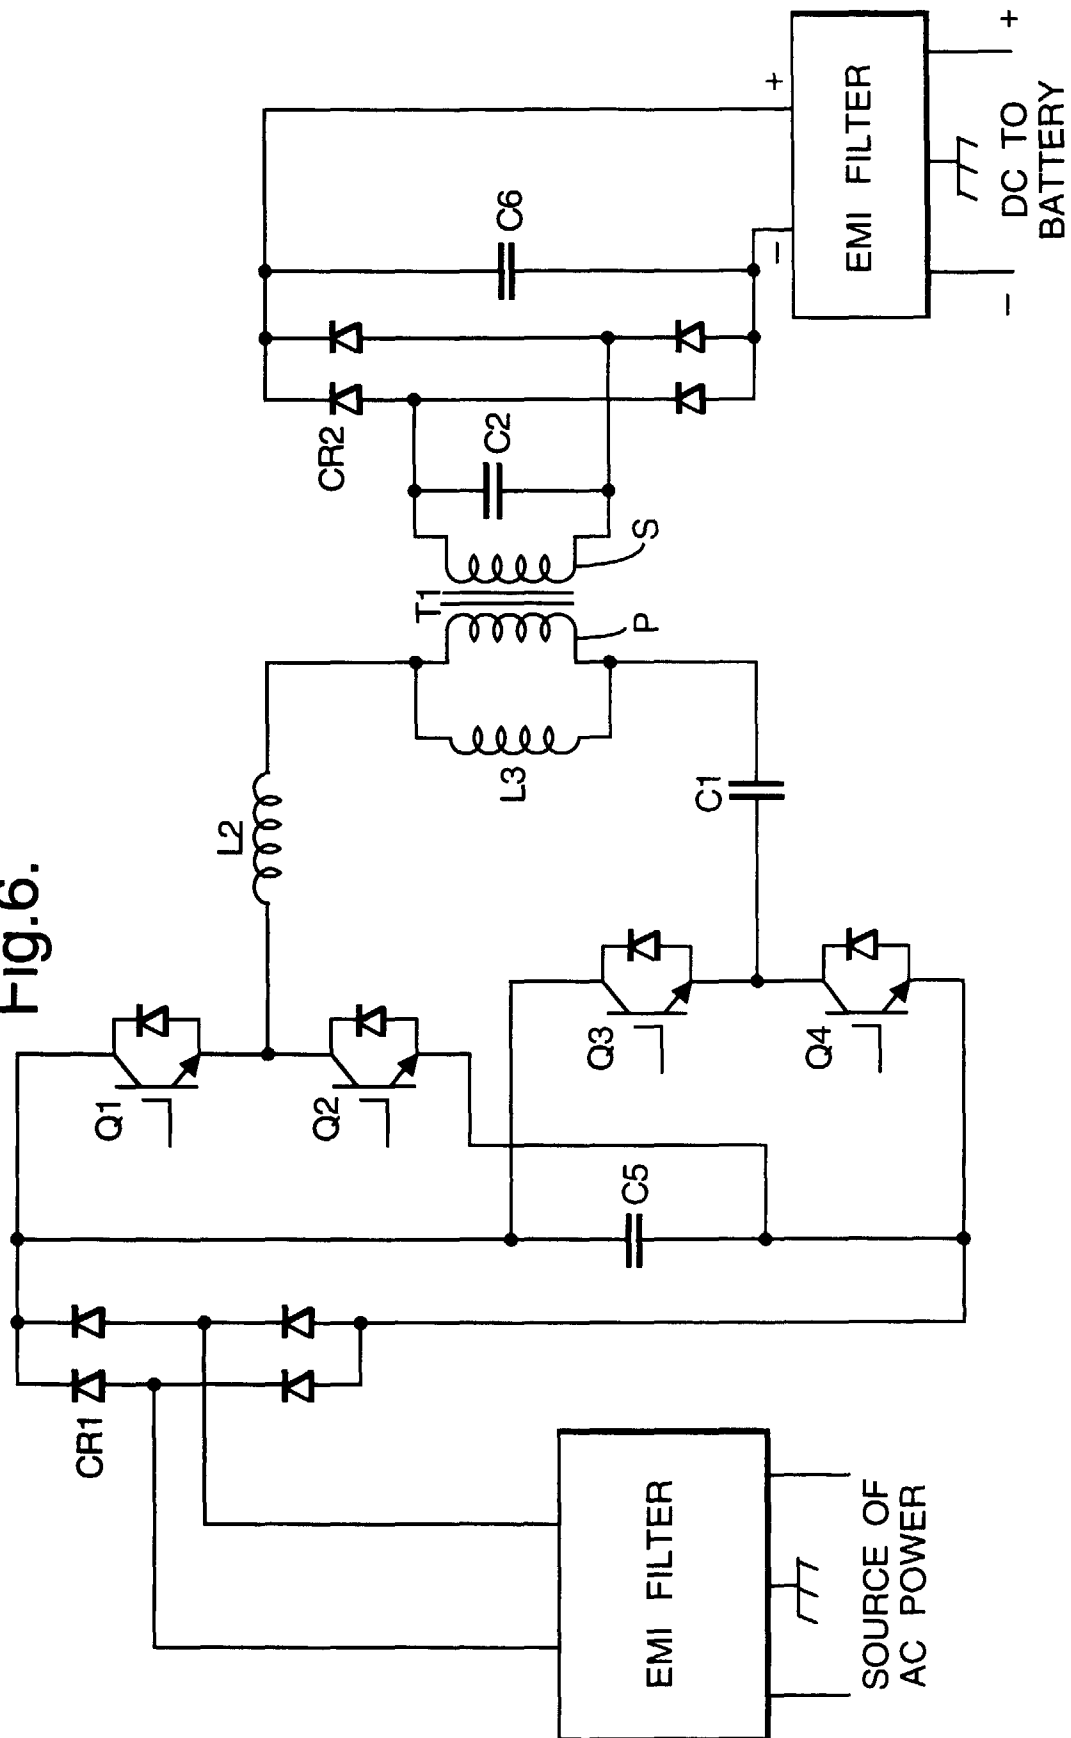 Fig.6.
CR1
Q1
Q2
C5
Q3
Q4
L2
L3
C1
T1
P
S
C2
CR2
C6
EMI FILTER
SOURCE OF
AC POWER
+
−
EMI FILTER
−
+
DC TO
BATTERY